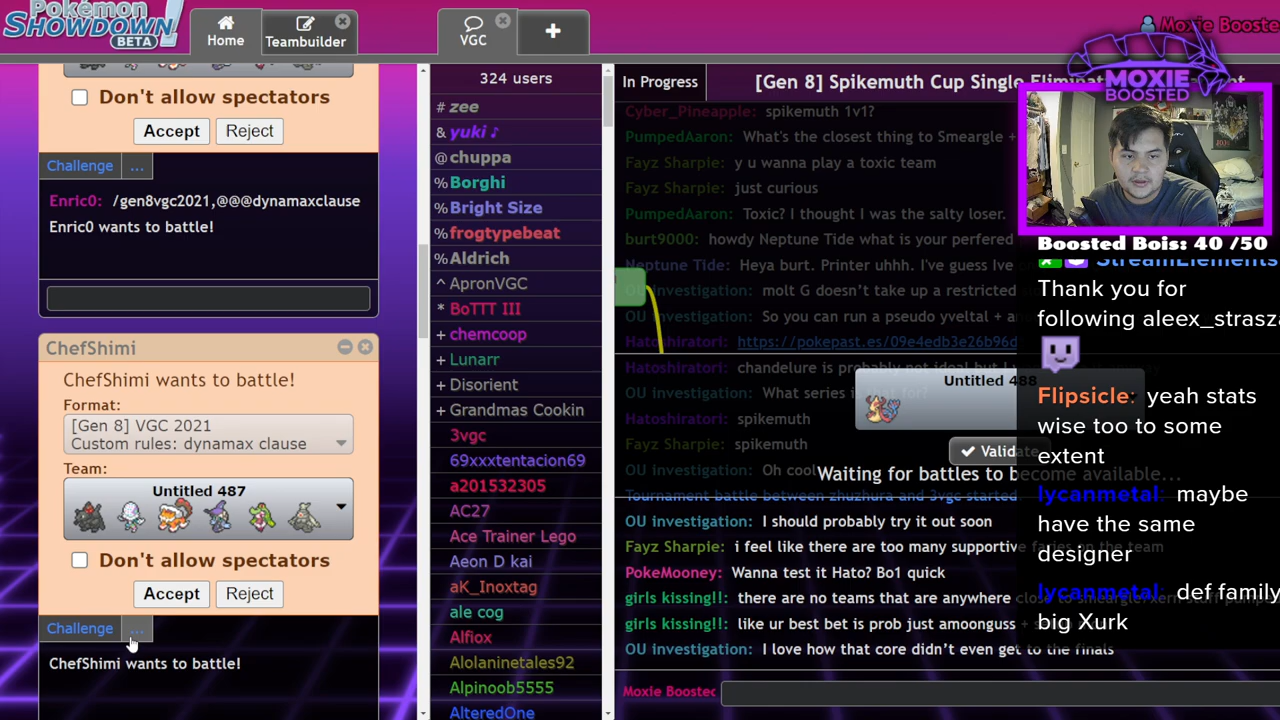 Pokémon
SHOWDOWN!
BETA
Home
Teambuilder
VGC
Moxie Booste
MOXIE
BOOSTED
Don't allow spectators
Accept
Reject
Challenge
...
Enric0: /gen8vgc2021,@@@dynamaxclause
Enric0 wants to battle!
ChefShimi
ChefShimi wants to battle!
Format:
[Gen 8] VGC 2021
Custom rules: dynamax clause
Team:
Untitled 487
Don't allow spectators
Accept
Reject
Challenge
...
ChefShimi wants to battle!
324 users
# zee
& yuki ♪
@ chuppa
% Borghi
% Bright Size
% frogtypebeat
% Aldrich
^ ApronVGC
* BoTTT III
+ chemcoop
+ Lunarr
+ Disorient
+ Grandmas Cookin
3vgc
69xxxtentacion69
a201532305
AC27
Ace Trainer Lego
Aeon D kai
aK_Inoxtag
ale cog
Alfiox
Alolaninetales92
Alpinoob5555
AlteredOne
In Progress
[Gen 8] Spikemuth Cup Single
Cyber_Pineapple: spikemuth 1v1?
PumpedAaron: What's the closest thing to Smeargle +
Fayz Sharpie: y u wanna play a toxic team
Fayz Sharpie: just curious
PumpedAaron: Toxic? I thought I was the salty loser.
burt9000: howdy Neptune Tide what is your perfered
Neptune Tide: Heya burt. Printer uhhh. I've guess Ive
OU investigation: molt G doesn't take up a restricted
OU investigation: So you can run a pseudo yveltal +
Hatoshiratori: https://pokepast.es/09e4edb3e26b96d
Hatoshiratori: chandelure is probably not ideal but I
OU investigation: What series
Hatoshiratori: spikemuth
Fayz Sharpie: spikemuth
OU investigation: Oh cool
Tournament battle between zhuzhura and 3vgc started
OU investigation: I should probably try it out soon
Fayz Sharpie: i feel like there are too many supportive fairies on the team
PokeMooney: Wanna test it Hato? Bo1 quick
girls kissing!!: there are no teams that are anywhere close to
girls kissing!!: like ur best bet is prob just amoonguss +
OU investigation: I love how that core didn't even get to the finals
Untitled 488
Validate
Waiting for battles to become available...
Moxie Boosted
Boosted Bois: 40 /50
StreamElements
Thank you for
following aleex_strasza
Flipsicle: yeah stats
wise too to some
extent
lycanmetal: maybe
have the same
designer
lycanmetal: def family
big Xurk